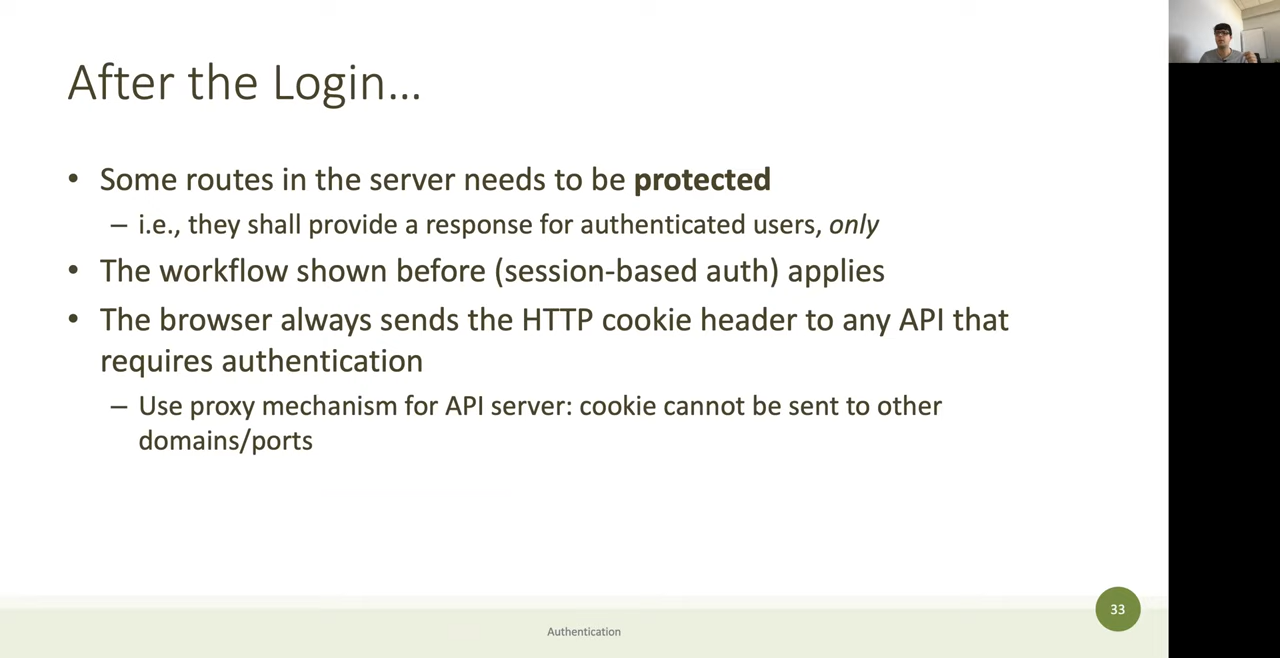 After the Login...
• Some routes in the server needs to be protected
– i.e., they shall provide a response for authenticated users, only
• The workflow shown before (session-based auth) applies
• The browser always sends the HTTP cookie header to any API that
requires authentication
– Use proxy mechanism for API server: cookie cannot be sent to other
domains/ports
33
Authentication